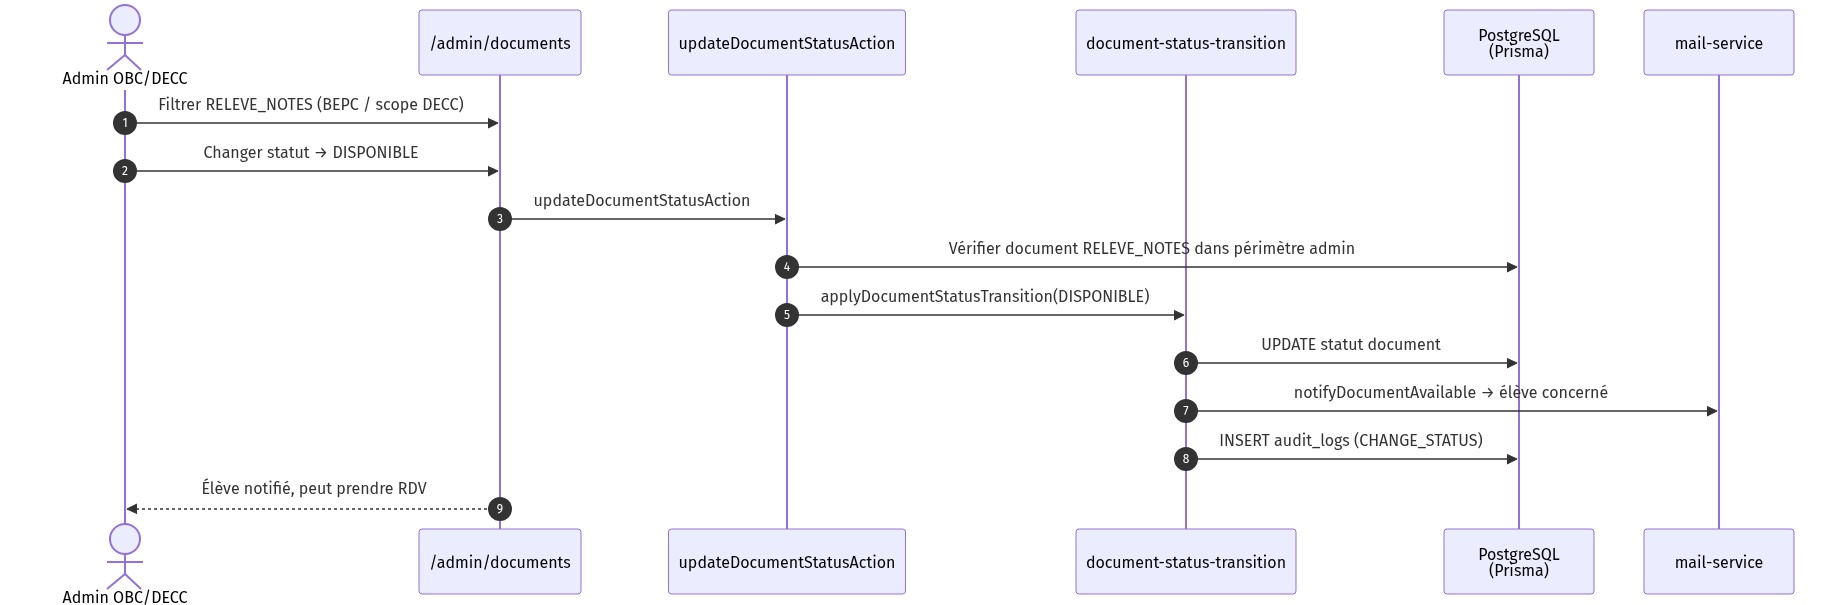 Admin OBC/DECC
/admin/documents
updateDocumentStatusAction
document-status-transition
PostgreSQL
(Prisma)
mail-service
Filtrer RELEVE_NOTES (BEPC / scope DECC)
1
Changer statut → DISPONIBLE
2
updateDocumentStatusAction
3
Vérifier document RELEVE_NOTES dans périmètre admin
4
applyDocumentStatusTransition(DISPONIBLE)
5
UPDATE statut document
6
notifyDocumentAvailable → élève concerné
7
INSERT audit_logs (CHANGE_STATUS)
8
Élève notifié, peut prendre RDV
9
Admin OBC/DECC
/admin/documents
updateDocumentStatusAction
document-status-transition
PostgreSQL
(Prisma)
mail-service